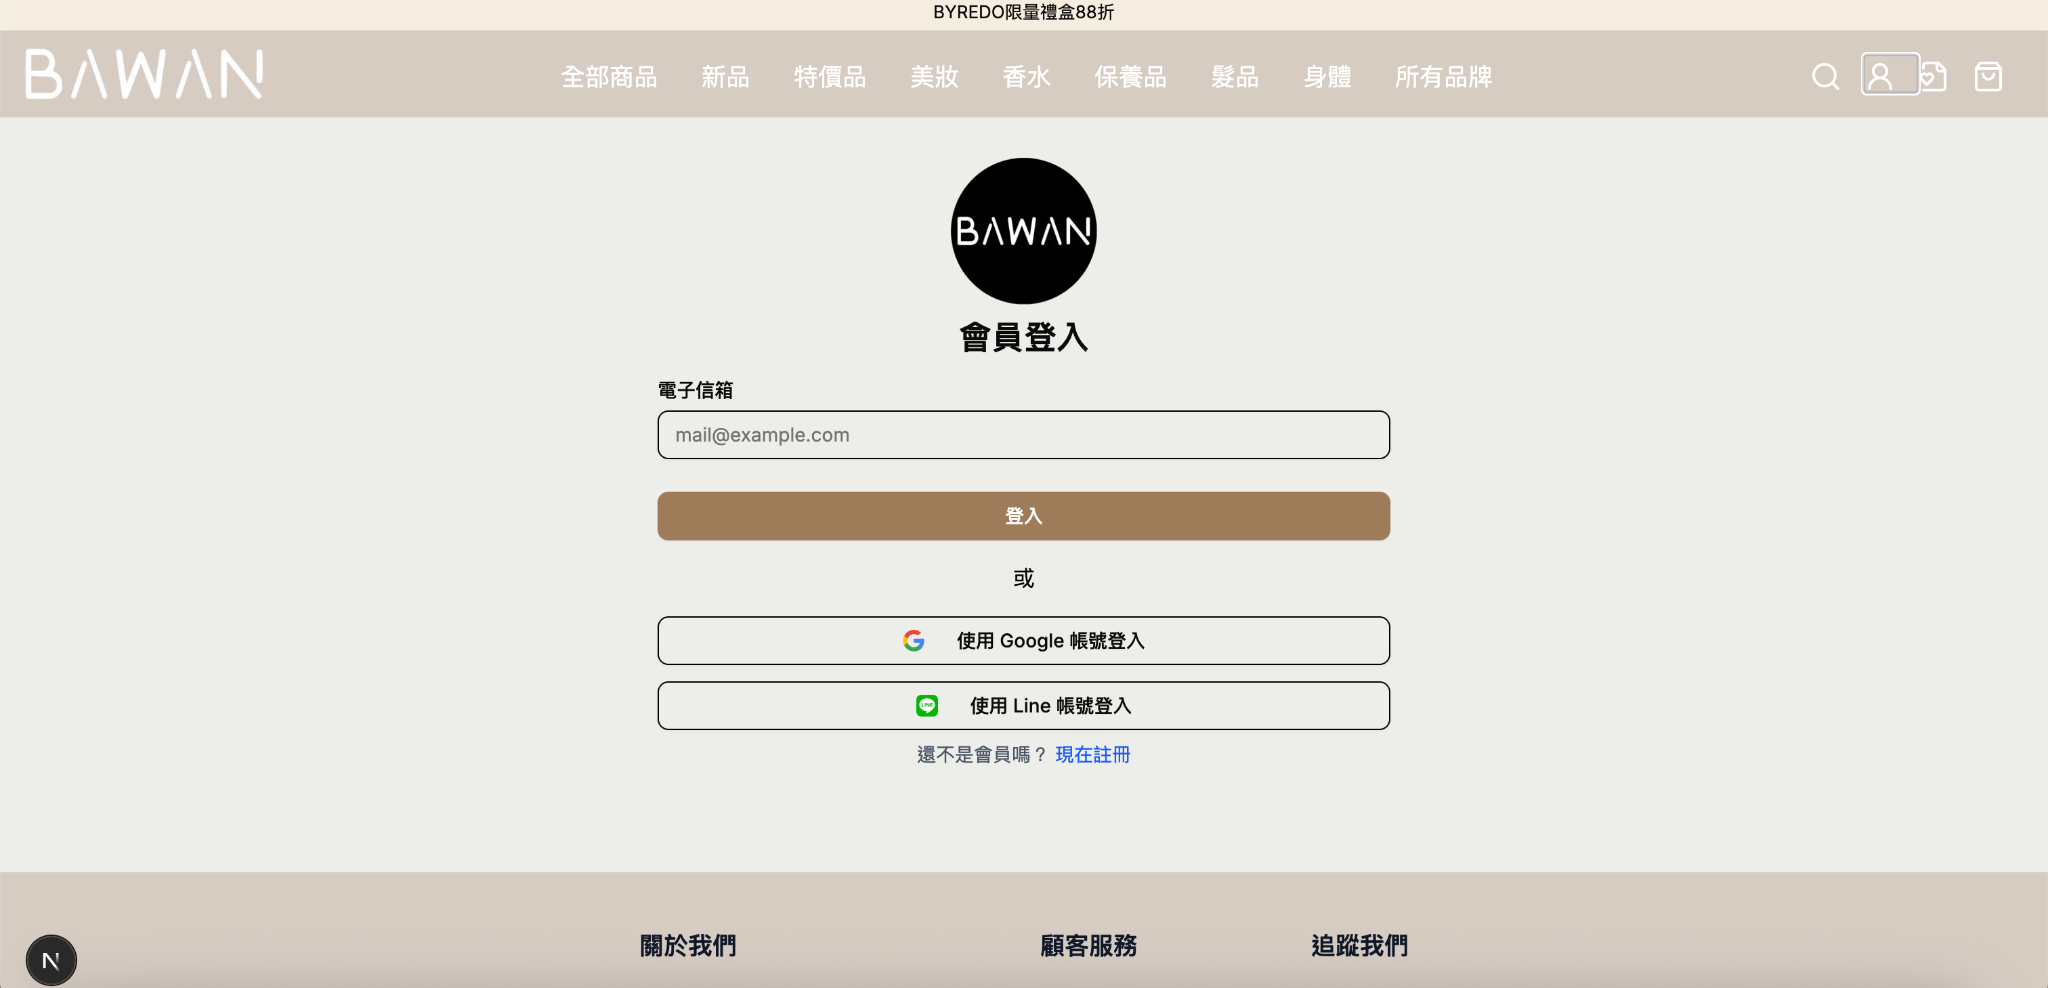 BYREDO限量禮盒88折
BAWAN
全部商品 新品 特價品 美妝 香水 保養品 髮品 身體 所有品牌
BAWAN
會員登入
電子信箱
mail@example.com
登入
或
使用 Google 帳號登入
LINE
使用 Line 帳號登入
還不是會員嗎？ 現在註冊
關於我們 顧客服務 追蹤我們
N